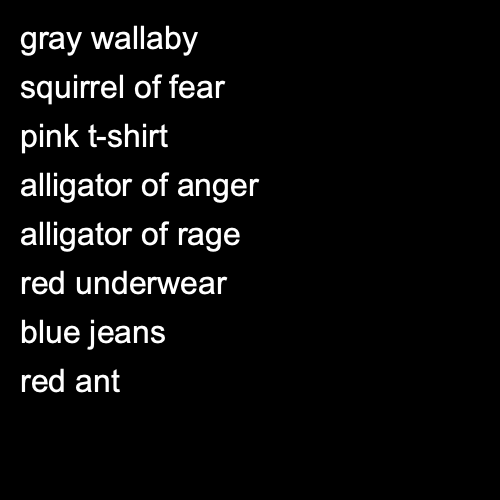 gray wallaby
squirrel of fear
pink t-shirt
alligator of anger
alligator of rage
red underwear
blue jeans
red ant